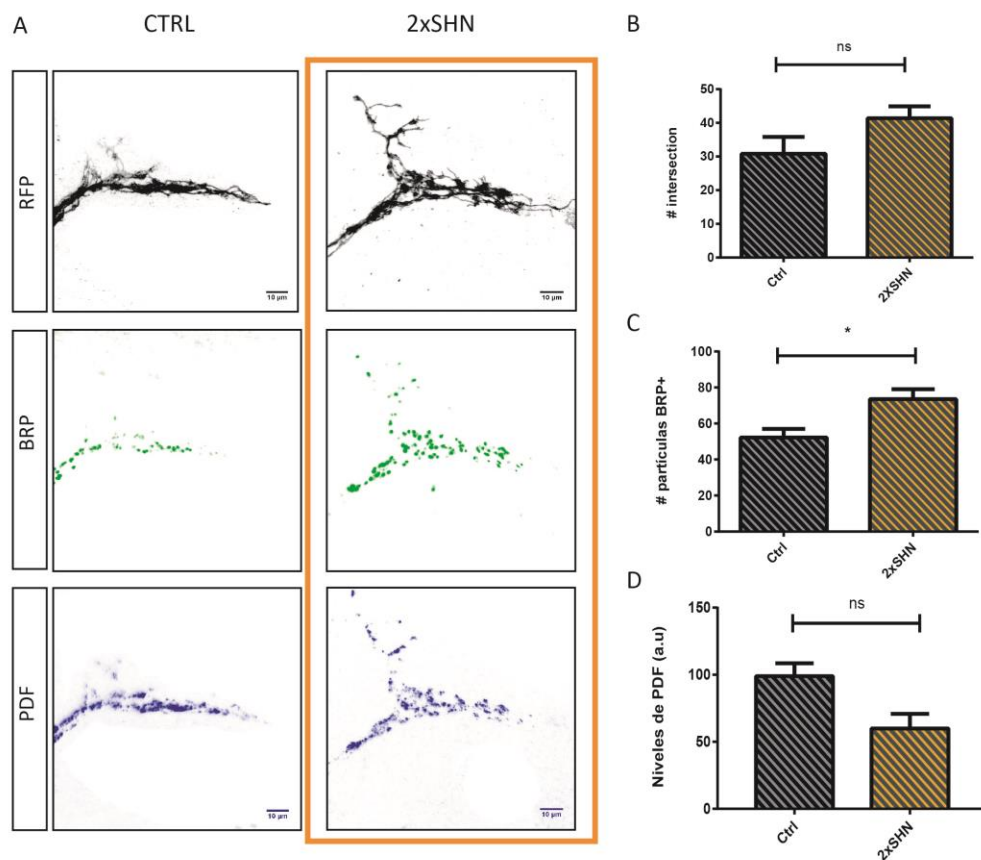 A
CTRL
2xSHN
RFP
10 µm
10 µm
BRP
PDF
10 µm
10 µm
B
ns
# intersection
50
40
30
20
10
0
Ctrl
2XSHN
C
*
# particulas BRP+
100
80
60
40
20
0
Ctrl
2xSHN
D
ns
Niveles de PDF (a.u)
150
100
50
0
Ctrl
2xSHN